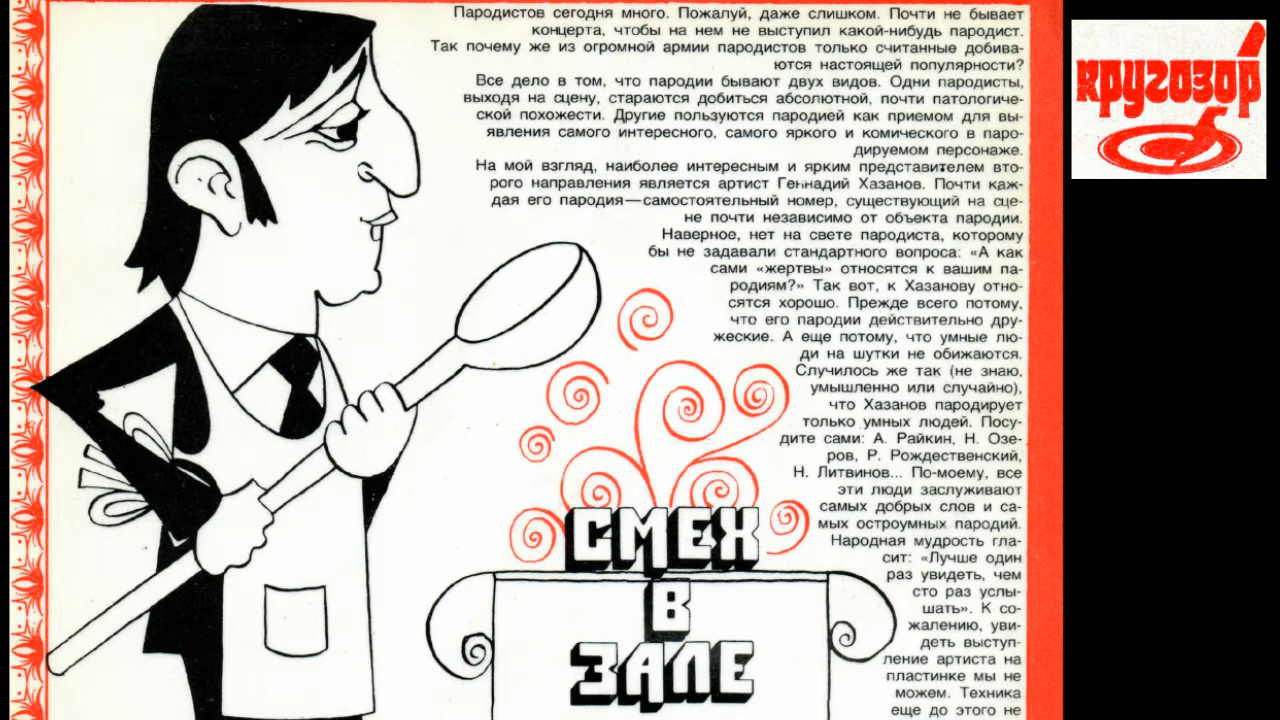 Пародистов сегодня много. Пожалуй, даже слишком. Почти не бывает
концерта, чтобы на нем не выступил какой-нибудь пародист.
Так почему же из огромной армии пародистов только считанные добива-
ются настоящей популярности?
Все дело в том, что пародии бывают двух видов. Одни пародисты,
выходя на сцену, стараются добиться абсолютной, почти патологиче-
ской похожести. Другие пользуются пародией как приемом для вы-
явления самого интересного, самого яркого и комического в паро-
дируемом персонаже.
На мой взгляд, наиболее интересным и ярким представителем вто-
рого направления является артист Геннадий Хазанов. Почти каж-
дая его пародия—самостоятельный номер, существующий на сце-
не почти независимо от объекта пародии.
Наверное, нет на свете пародиста, которому
бы не задавали стандартного вопроса: «А как
сами «жертвы» относятся к вашим па-
родиям?» Так вот, к Хазанову отно-
сятся хорошо. Прежде всего потому,
что его пародии действительно дру-
жеские. А еще потому, что умные лю-
ди на шутки не обижаются.
Случилось же так (не знаю,
умышленно или случайно),
что Хазанов пародирует
только умных людей. Посу-
дите сами: А. Райкин, Н. Озе-
ров, Р. Рождественский,
Н. Литвинов... По-моему, все
эти люди заслуживают
самых добрых слов и са-
мых остроумных пародий.
Народная мудрость гла-
сит: «Лучше один
раз увидеть, чем
сто раз услы-
шать». К со-
жалению, уви-
деть выступ-
ление артиста на
пластинке мы не
можем. Техника
еще до этого не
СМЕХ
В
ЗАЛЕ
кругозор